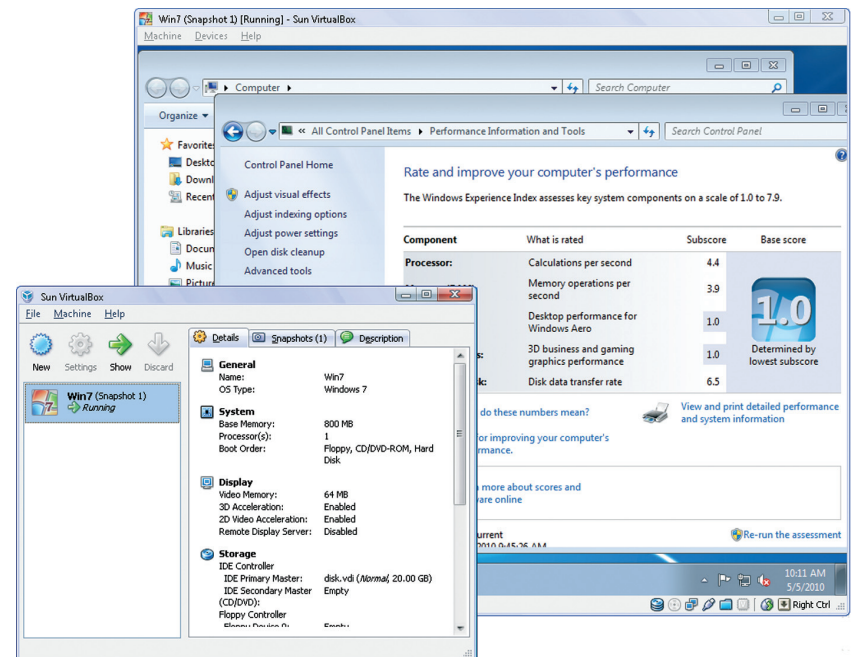 Win7 (Snapshot 1) [Running] - Sun VirtualBox
Machine Devices Help
Computer
Search Computer
Organize
All Control Panel Items Performance Information and Tools
Search Control Panel
Desktc
Downl
Recent
Libraries
Docum
Music
Control Panel Home
Adjust visual effects
Adjust indexing options
Adjust power settings
Open disk cleanup
Advanced tools
Rate and improve your computer's performance
The Windows Experience Index assesses key system components on a scale of 1.0 to 7.9.
Component What is rated Subscore Base score
Processor: Calculations per second 4.4
Memory operations per
second
3.9
Desktop performance for
Windows Aero
1.0
3D business and gaming
graphics performance
1.0
Disk data transfer rate 6.5
1.0
Determined by
lowest subscore
do these numbers mean?
View and print detailed performance
and system information
for improving your computer's
more about scores and
online
Re-run the assessment
10:11 AM
5/5/2010
Right Ctrl
Sun VirtualBox
File Machine Help
New Settings Show Discard
Win7 (Snapshot 1)
Running
Details Snapshots (1) Description
General
Name: Win7
OS Type: Windows 7
System
Base Memory: 800 MB
Processor(s): 1
Boot Order: Floppy, CD/DVD-ROM, Hard
Disk
Display
Video Memory: 64 MB
3D Acceleration: Enabled
2D Video Acceleration: Enabled
Remote Display Server: Disabled
Storage
IDE Controller
IDE Primary Master: disk.vdi (Normal, 20.00 GB)
IDE Secondary Master Empty
(CD/DVD):
Floppy Controller